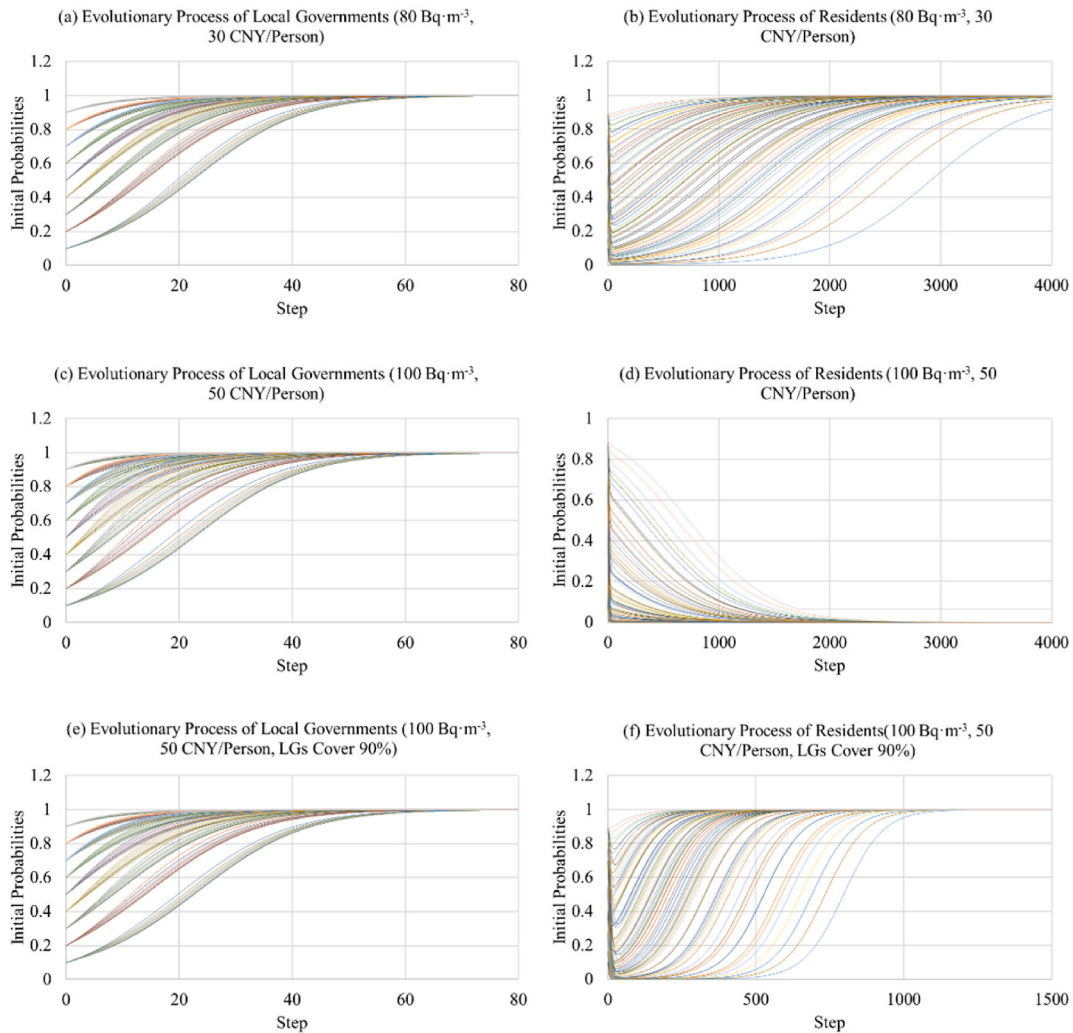 (a) Evolutionary Process of Local Governments (80 Bq·m⁻³,
30 CNY/Person)
1.2
1
0.8
0.6
0.4
0.2
0
Initial Probabilities
0 20 40 60 80
Step
(b) Evolutionary Process of Residents (80 Bq·m⁻³, 30
CNY/Person)
1.2
1
0.8
0.6
0.4
0.2
0
Initial Probabilities
0 1000 2000 3000 4000
Step
(c) Evolutionary Process of Local Governments (100 Bq·m⁻³,
50 CNY/Person)
1.2
1
0.8
0.6
0.4
0.2
0
Initial Probabilities
0 20 40 60 80
Step
(d) Evolutionary Process of Residents (100 Bq·m⁻³, 50
CNY/Person)
1
0.8
0.6
0.4
0.2
0
Initial Probabilities
0 1000 2000 3000 4000
Step
(e) Evolutionary Process of Local Governments (100 Bq·m⁻³,
50 CNY/Person, LGs Cover 90%)
1.2
1
0.8
0.6
0.4
0.2
0
Initial Probabilities
0 20 40 60 80
Step
(f) Evolutionary Process of Residents(100 Bq·m⁻³, 50
CNY/Person, LGs Cover 90%)
1.2
1
0.8
0.6
0.4
0.2
0
Initial Probabilities
0 500 1000 1500
Step